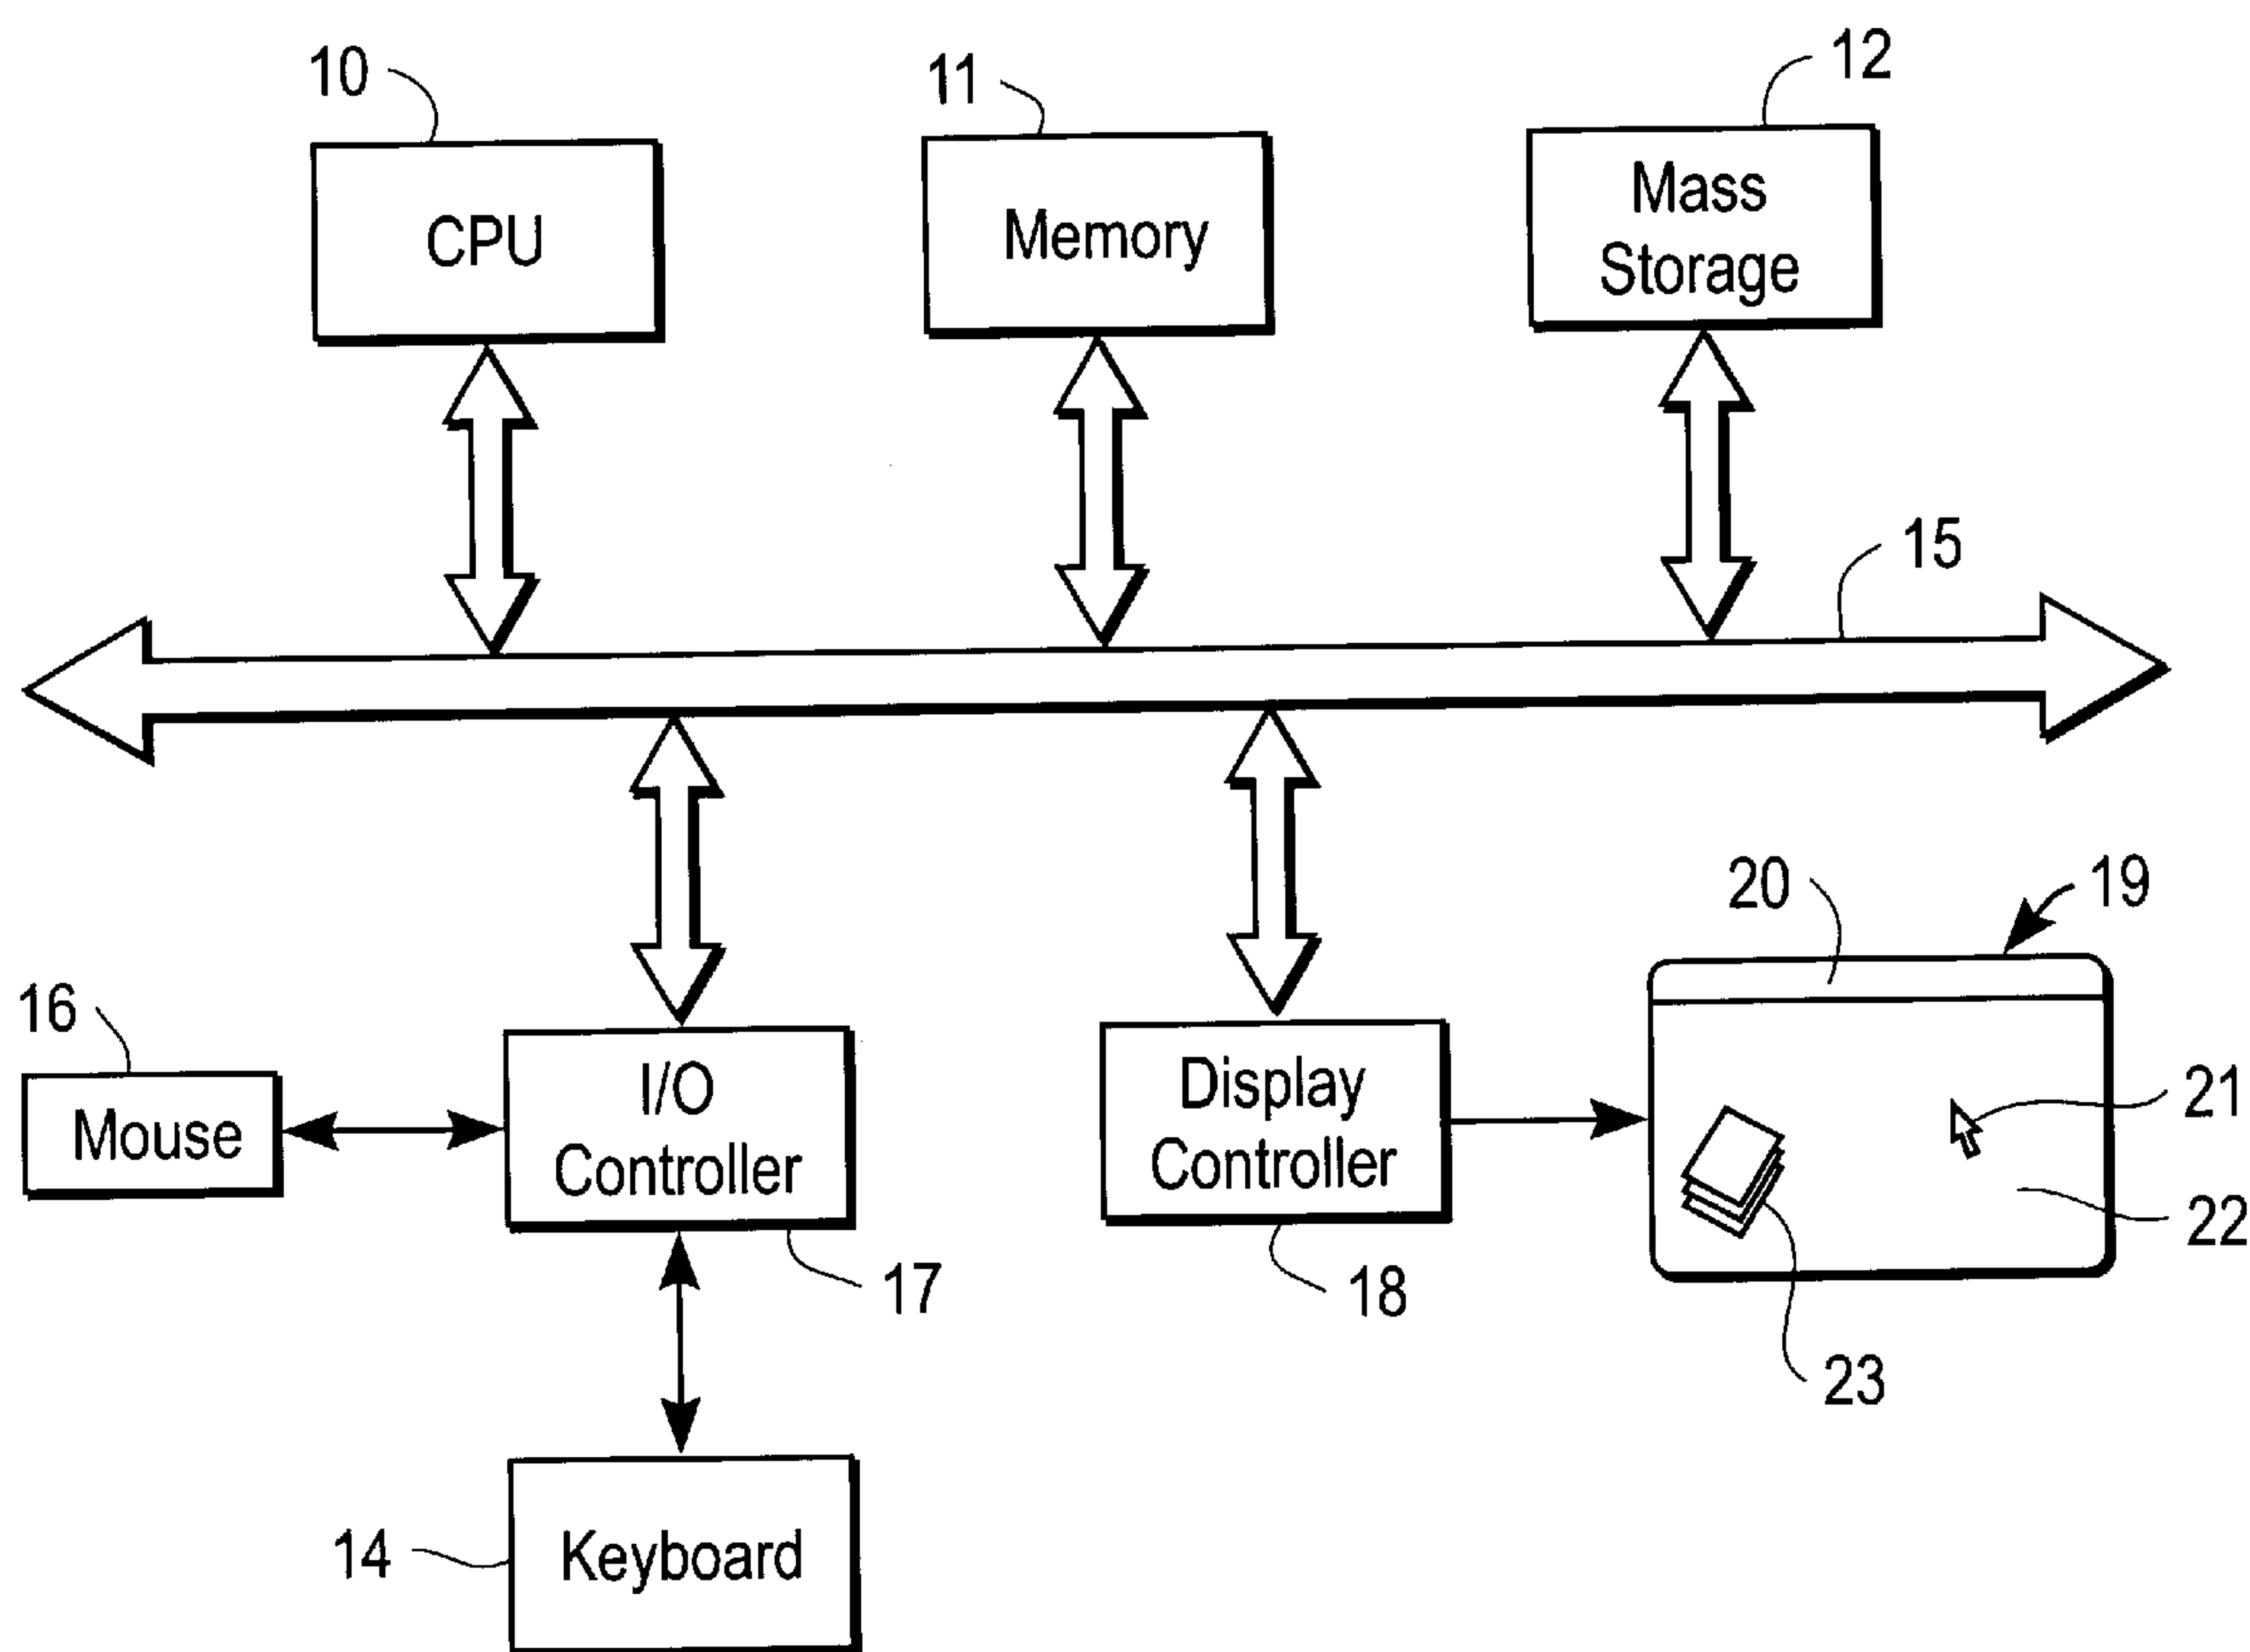 10
11
12
CPU
Memory
Mass
Storage
15
20
19
16
Mouse
I/O
Controller
Display
Controller
21
22
17
18
23
14
Keyboard